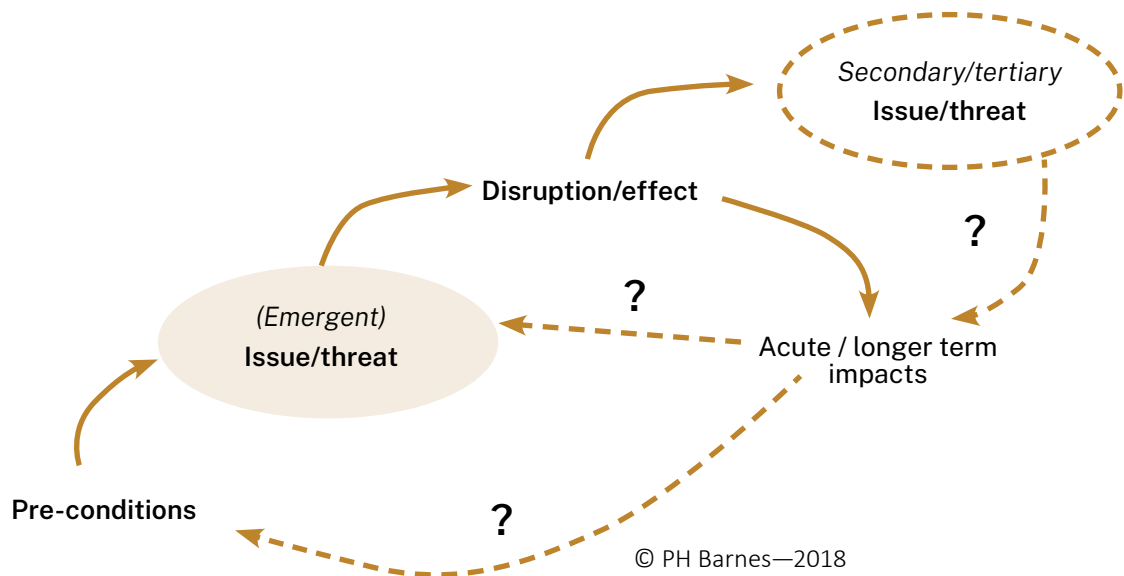 Secondary/tertiary
Issue/threat
Disruption/effect
?
?
(Emergent)
Issue/threat
Acute / longer term
impacts
Pre-conditions
?
© PH Barnes—2018